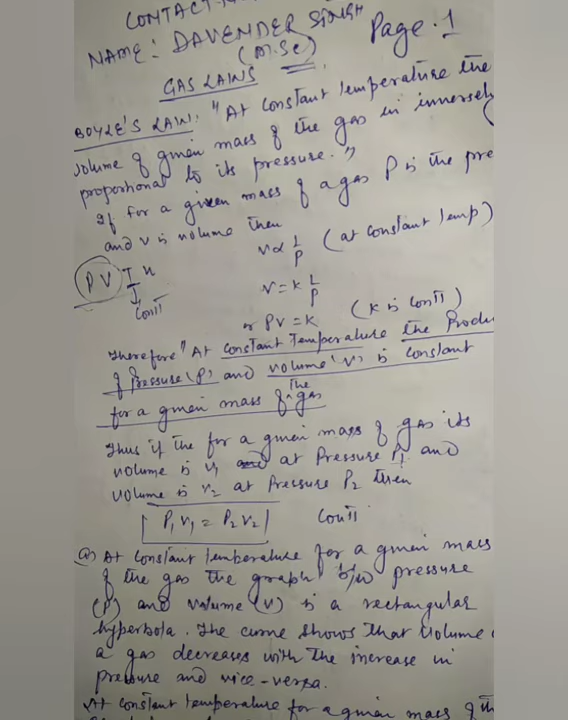 CONTACT:
NAME: DAVENDER SINGH Page:1
(M.Sc)
GAS LAWS
BOYLE'S LAW: "At constant temperature the
volume of given mass of the gas in inversely
proportional to its pressure."
If for a given mass of a gas P is the pre
and V is volume then
V ∝ 1/P (at constant temp)
PV T n
V = K 1/P
or PV = K (K is const)
Therefore "At constant temperature the Produ
of pressure (P) and volume (V) is constant
for a given mass of the gas
Thus if the for a given mass of gas its
volume is V1 and at Pressure P1 and
volume is V2 at Pressure P2 then
P1V1 = P2V2
(a) At constant temperature for a given mass
of the gas the graph b/w pressure
(P) and volume (V) is a rectangular
hyperbola. The curve shows that volume
a gas decreases with the increase in
pressure and vice-versa.
At constant temperature for a given mass of th